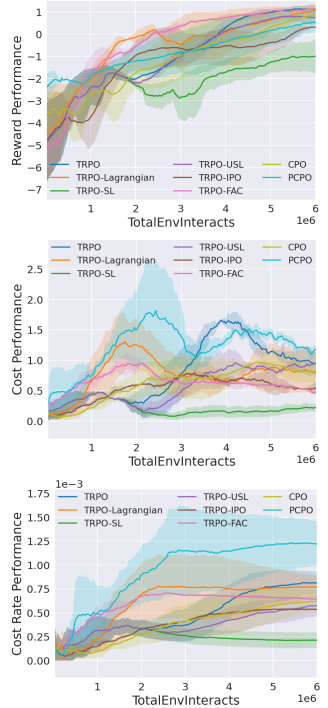 1
0
−1
−2
−3
−4
−5
−6
−7
Reward Performance
TRPO
TRPO-Lagrangian
TRPO-SL
TRPO-USL
TRPO-IPO
TRPO-FAC
CPO
PCPO
1 2 3 4 5 6
TotalEnvInteracts
1e6
2.5
2.0
1.5
1.0
0.5
0.0
Cost Performance
TRPO
TRPO-Lagrangian
TRPO-SL
TRPO-USL
TRPO-IPO
TRPO-FAC
CPO
PCPO
1 2 3 4 5 6
TotalEnvInteracts
1e6
1e−3
1.75
1.50
1.25
1.00
0.75
0.50
0.25
0.00
Cost Rate Performance
TRPO
TRPO-Lagrangian
TRPO-SL
TRPO-USL
TRPO-IPO
TRPO-FAC
CPO
PCPO
1 2 3 4 5 6
TotalEnvInteracts
1e6